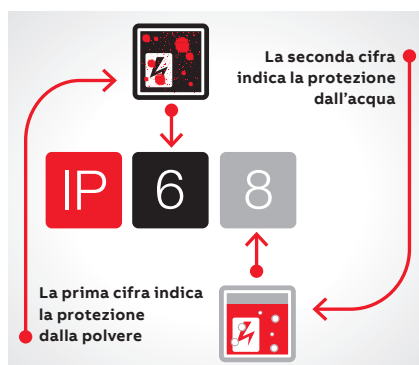 La seconda cifra
indica la protezione
dall'acqua
IP 6 8
La prima cifra indica
la protezione
dalla polvere